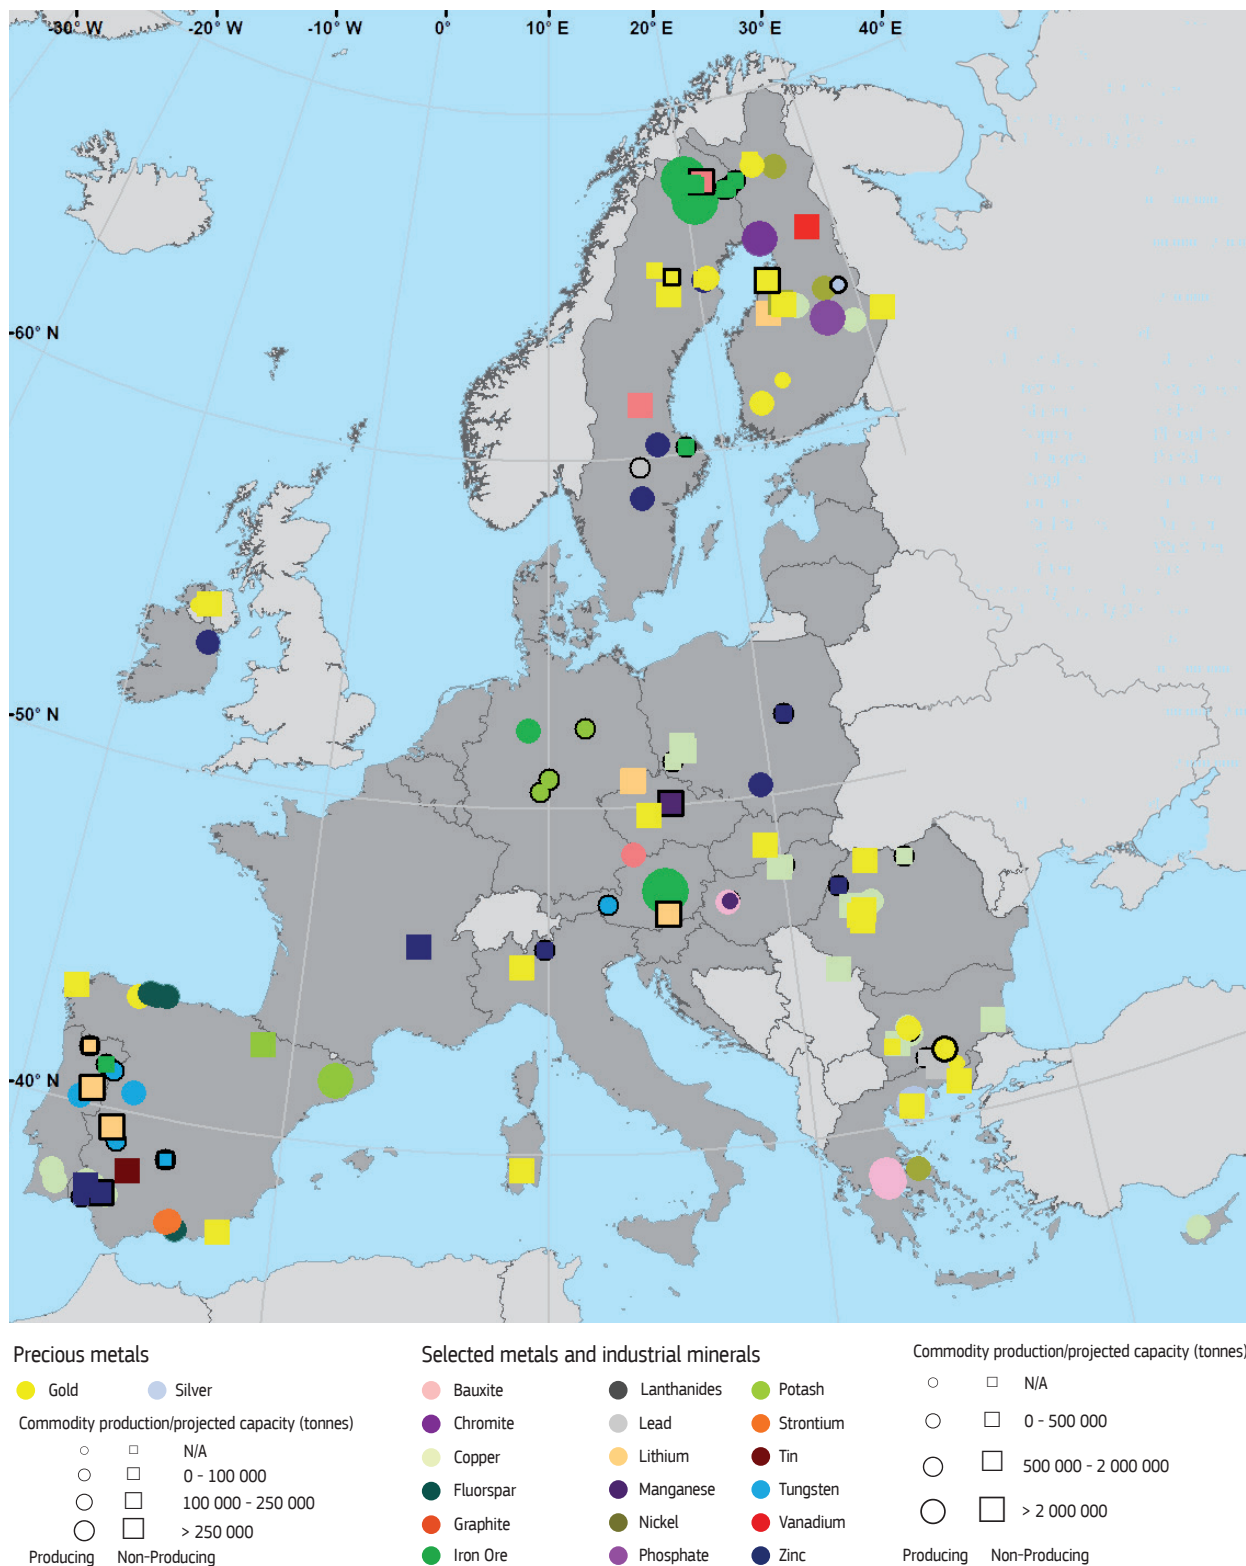 -30° W -20° W -10° W 0° 10° E 20° E 30° E 40° E
-60° N
-50° N
-40° N
Precious metals
Gold
Silver
Commodity production/projected capacity (tonnes)
N/A
0 - 100 000
100 000 - 250 000
> 250 000
Producing Non-Producing
Selected metals and industrial minerals
Bauxite
Chromite
Copper
Fluorspar
Graphite
Iron Ore
Lanthanides
Lead
Lithium
Manganese
Nickel
Phosphate
Potash
Strontium
Tin
Tungsten
Vanadium
Zinc
Commodity production/projected capacity (tonnes)
N/A
0 - 500 000
500 000 - 2 000 000
> 2 000 000
Producing Non-Producing